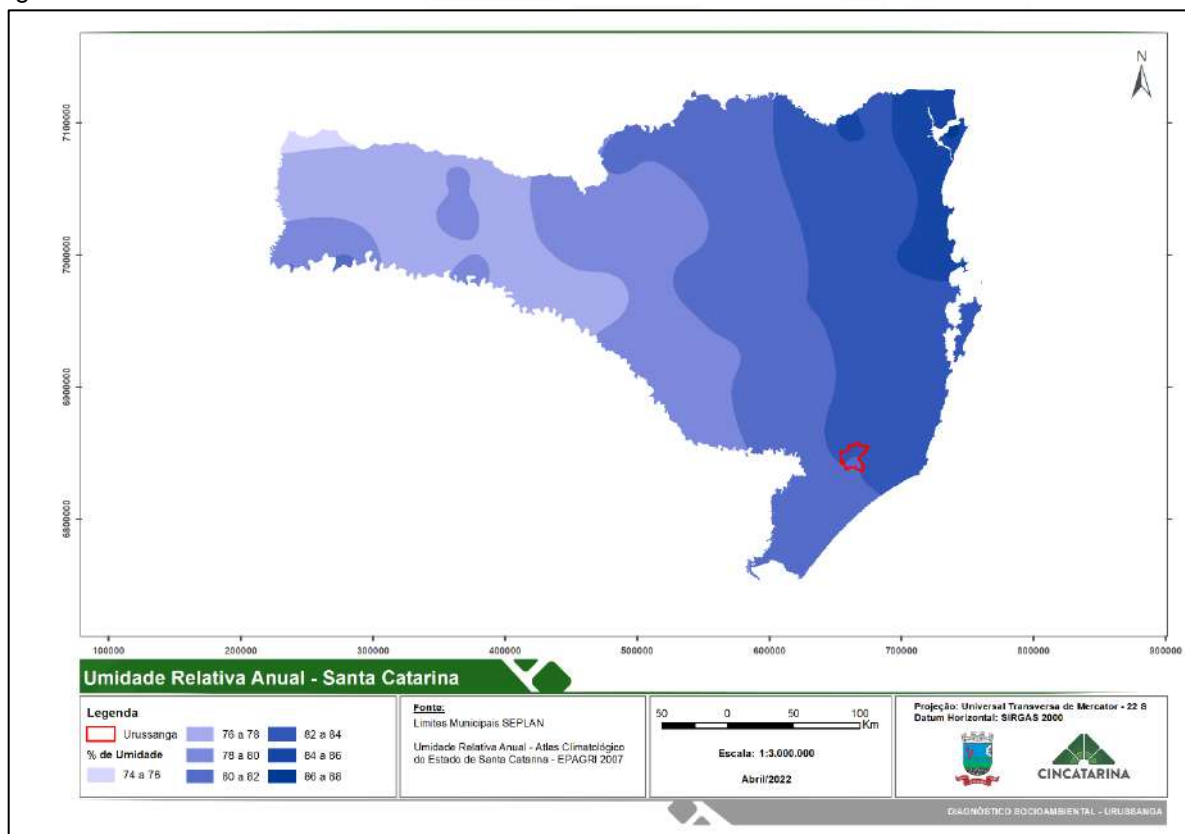 g
N
7100000
7000000
6900000
6800000
100000 200000 300000 400000 500000 600000 700000 800000 900000
Umidade Relativa Anual - Santa Catarina
Legenda
Urussanga
% de Umidade
74 a 76
76 a 78
78 a 80
80 a 82
82 a 84
84 a 86
86 a 88
Fonte:
Limites Municipais SEPLAN
Umidade Relativa Anual - Atlas Climatológico
do Estado de Santa Catarina - EPAGRI 2007
50 0 50 100
Km
Escala: 1:3.000.000
Abril/2022
Projeção: Universal Transversa de Mercator - 22 S
Datum Horizontal: SIRGAS 2000
CINCATARINA
DIAGNÓSTICO SOCIOAMBIENTAL - URUSSANGA